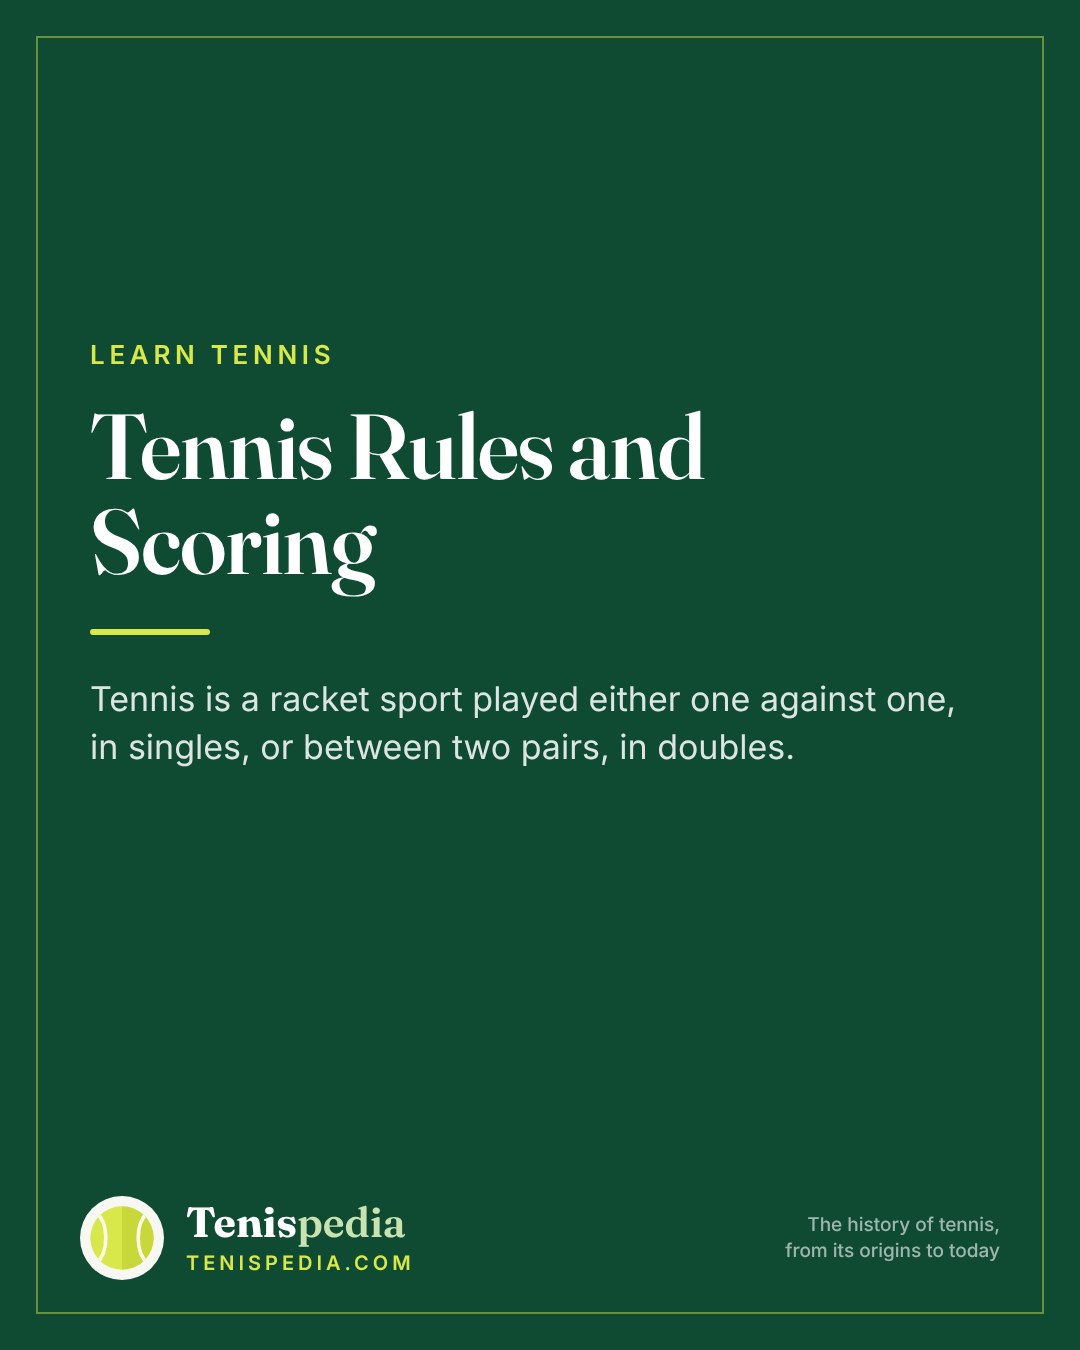 LEARN TENNIS
Tennis Rules and
Scoring
Tennis is a racket sport played either one against one,
in singles, or between two pairs, in doubles.
Tenispedia
TENISPEDIA.COM
The history of tennis,
from its origins to today